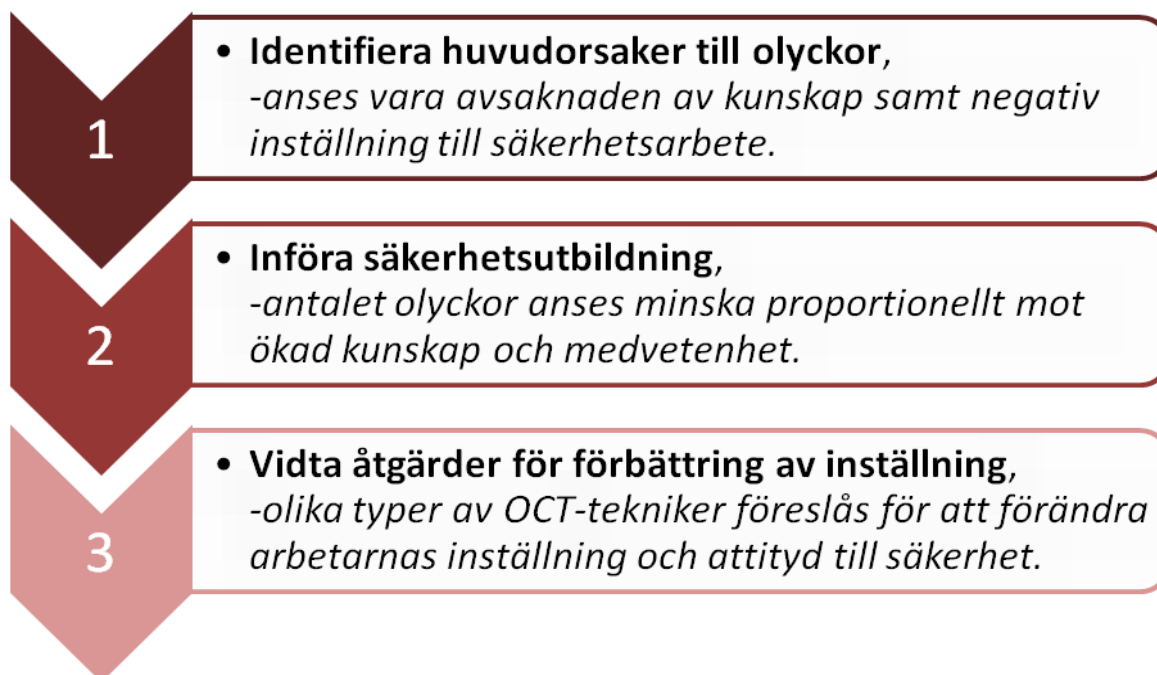 1
• Identifiera huvudorsaker till olyckor,
-anses vara avsaknaden av kunskap samt negativ
inställning till säkerhetsarbete.
2
• Införa säkerhetsutbildning,
-antalet olyckor anses minska proportionellt mot
ökad kunskap och medvetenhet.
3
• Vidta åtgärder för förbättring av inställning,
-olika typer av OCT-tekniker föreslås för att förändra
arbetarnas inställning och attityd till säkerhet.